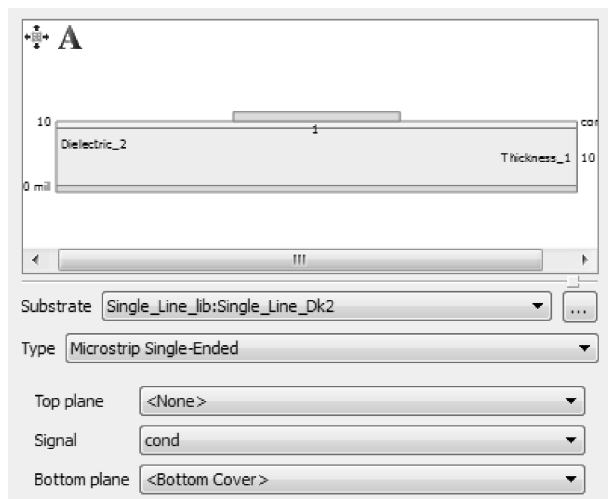 A
10
1
cor
Dielectric_2
Thickness_1 10
0 mil
Substrate Single_Line_lib:Single_Line_Dk2 ...
Type Microstrip Single-Ended
Top plane <None>
Signal cond
Bottom plane <Bottom Cover>